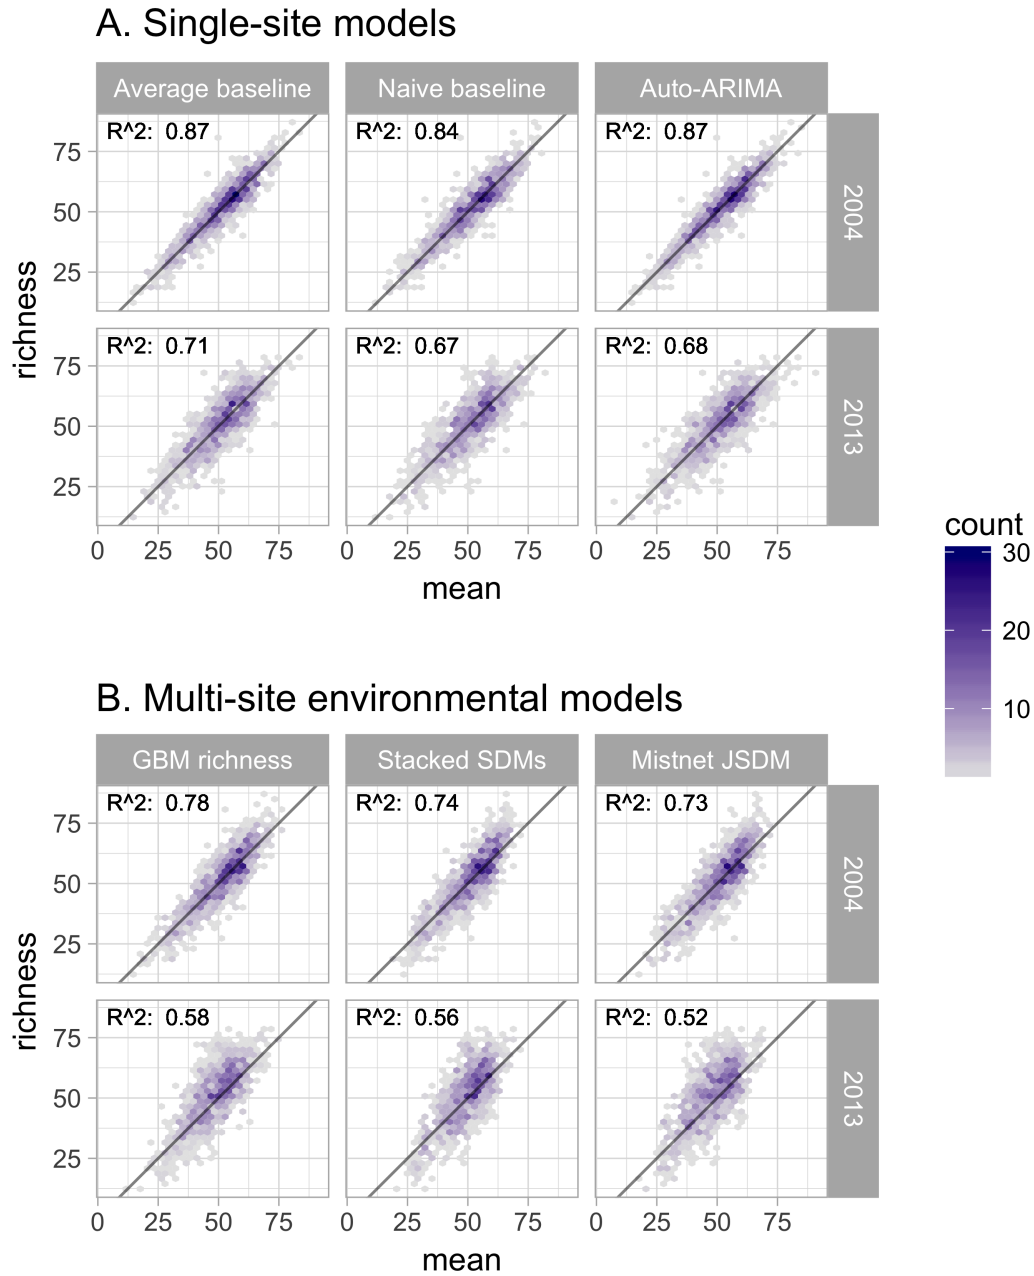 A. Single-site models
Average baseline Naive baseline Auto-ARIMA
R^2: 0.87 R^2: 0.84 R^2: 0.87
75
50
25
2004
richness
R^2: 0.71 R^2: 0.67 R^2: 0.68
75
50
25
2013
0 25 50 75 0 25 50 75 0 25 50 75
mean
count
30
20
10
B. Multi-site environmental models
GBM richness Stacked SDMs Mistnet JSDM
R^2: 0.78 R^2: 0.74 R^2: 0.73
75
50
25
2004
richness
R^2: 0.58 R^2: 0.56 R^2: 0.52
75
50
25
2013
0 25 50 75 0 25 50 75 0 25 50 75
mean